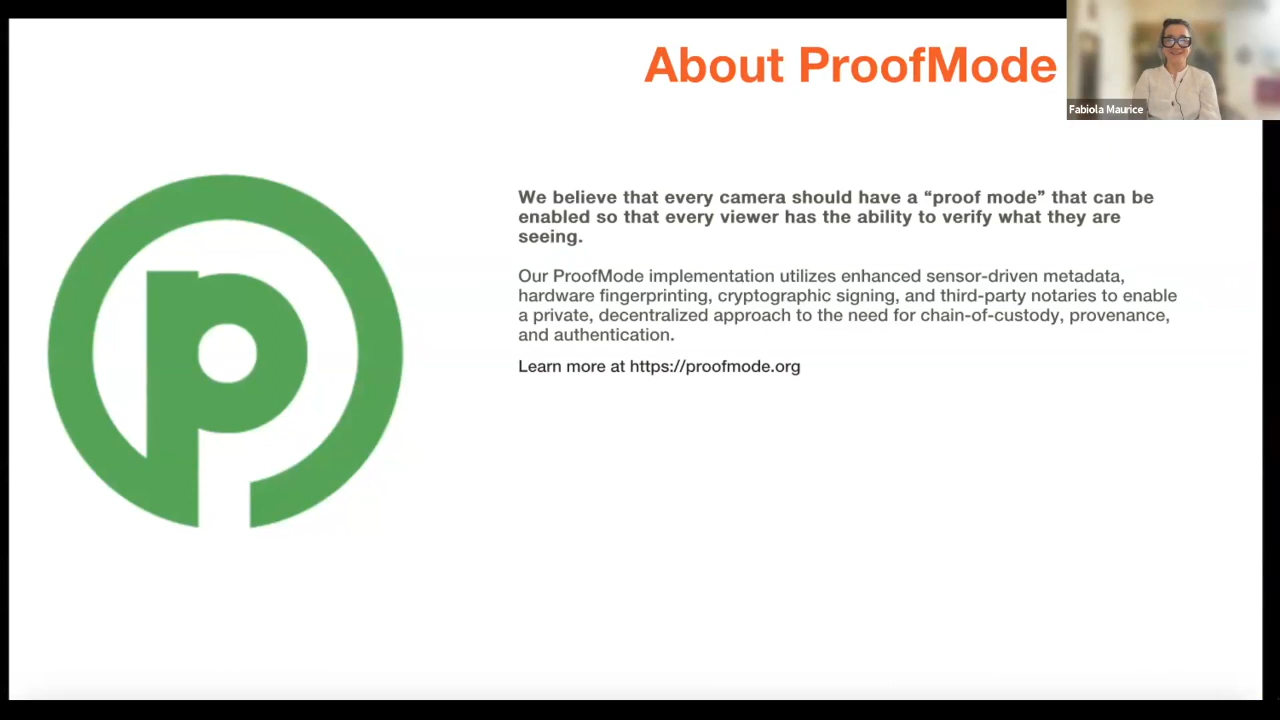 About ProofMode
Fabiola Maurice
p
We believe that every camera should have a “proof mode” that can be
enabled so that every viewer has the ability to verify what they are
seeing.
Our ProofMode implementation utilizes enhanced sensor-driven metadata,
hardware fingerprinting, cryptographic signing, and third-party notaries to enable
a private, decentralized approach to the need for chain-of-custody, provenance,
and authentication.
Learn more at https://proofmode.org